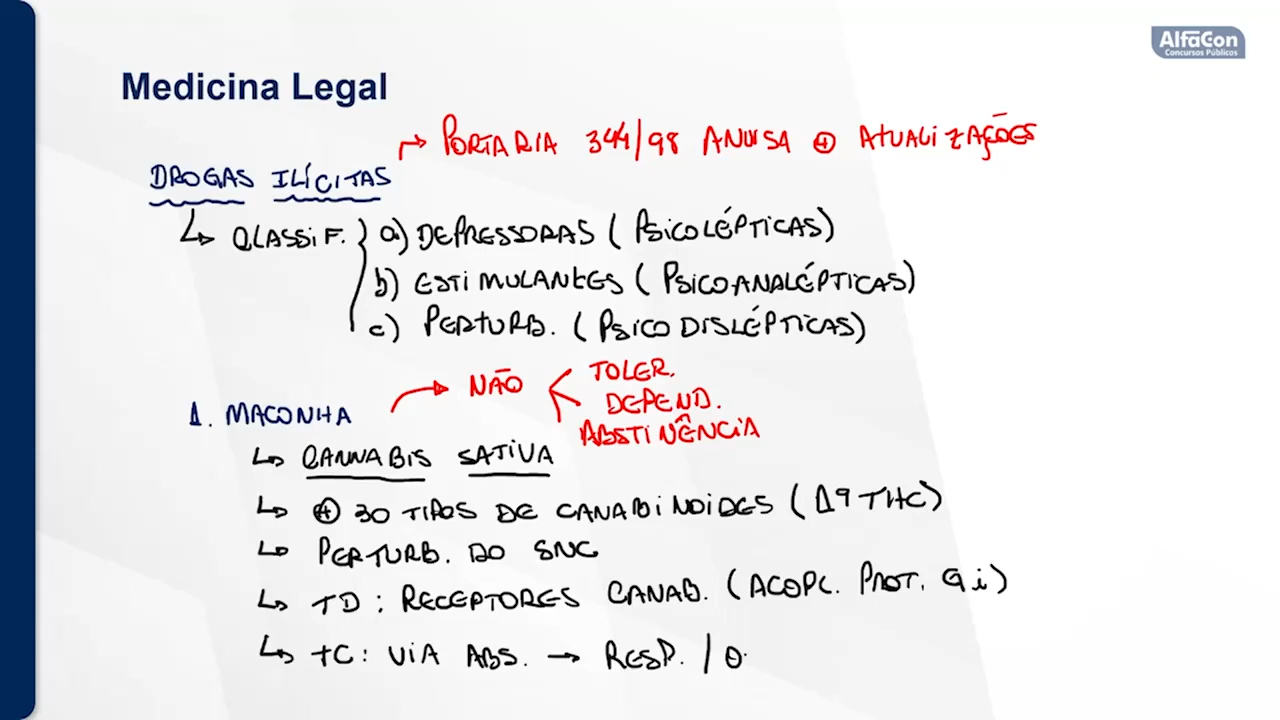 AlfaCon
Concursos Públicos
Medicina Legal
→ PORTARIA 344/98 ANVISA ⊕ ATUALIZAÇÕES
DROGAS ILÍCITAS
↳ CLASSIF. a) DEPRESSORAS (PSICOLÉPTICAS)
b) ESTIMULANTES (PSICOANALÉPTICAS)
c) PERTURB. (PSICODISLÉPTICAS)
→ NÃO < TOLER.
DEPEND.
ABSTINÊNCIA
1. MACONHA
↳ CANNABIS SATIVA
↳ ⊕ 30 TIPOS DE CANABINOIDES (Δ9 THC)
↳ PERTURB. DO SNC
↳ TD: RECEPTORES CANAB. (ACOPL. PROT. G i)
↳ TC: VIA ABS. → RESP. / O